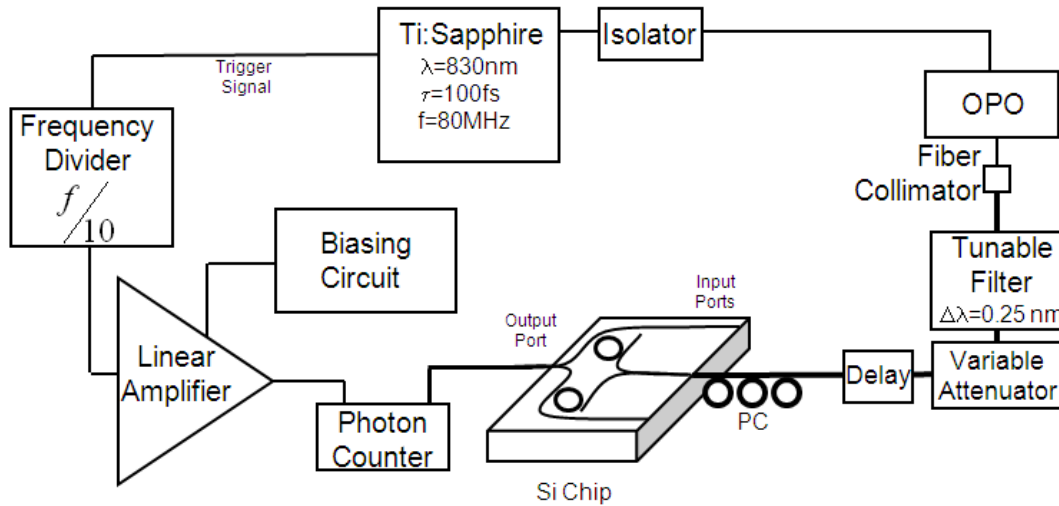 Ti:Sapphire
λ=830nm
τ=100fs
f=80MHz
Isolator
Trigger
Signal
OPO
Frequency
Divider
f/10
Fiber
Collimator
Biasing
Circuit
Tunable
Filter
Δλ=0.25 nm
Input
Ports
Output
Port
Linear
Amplifier
Delay
Variable
Attenuator
PC
Photon
Counter
Si Chip